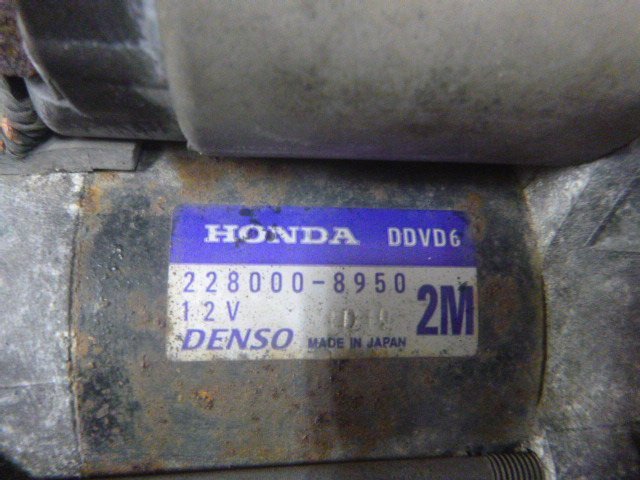 HONDA DDVD6
228000-8950
12V
2M
DENSO MADE IN JAPAN